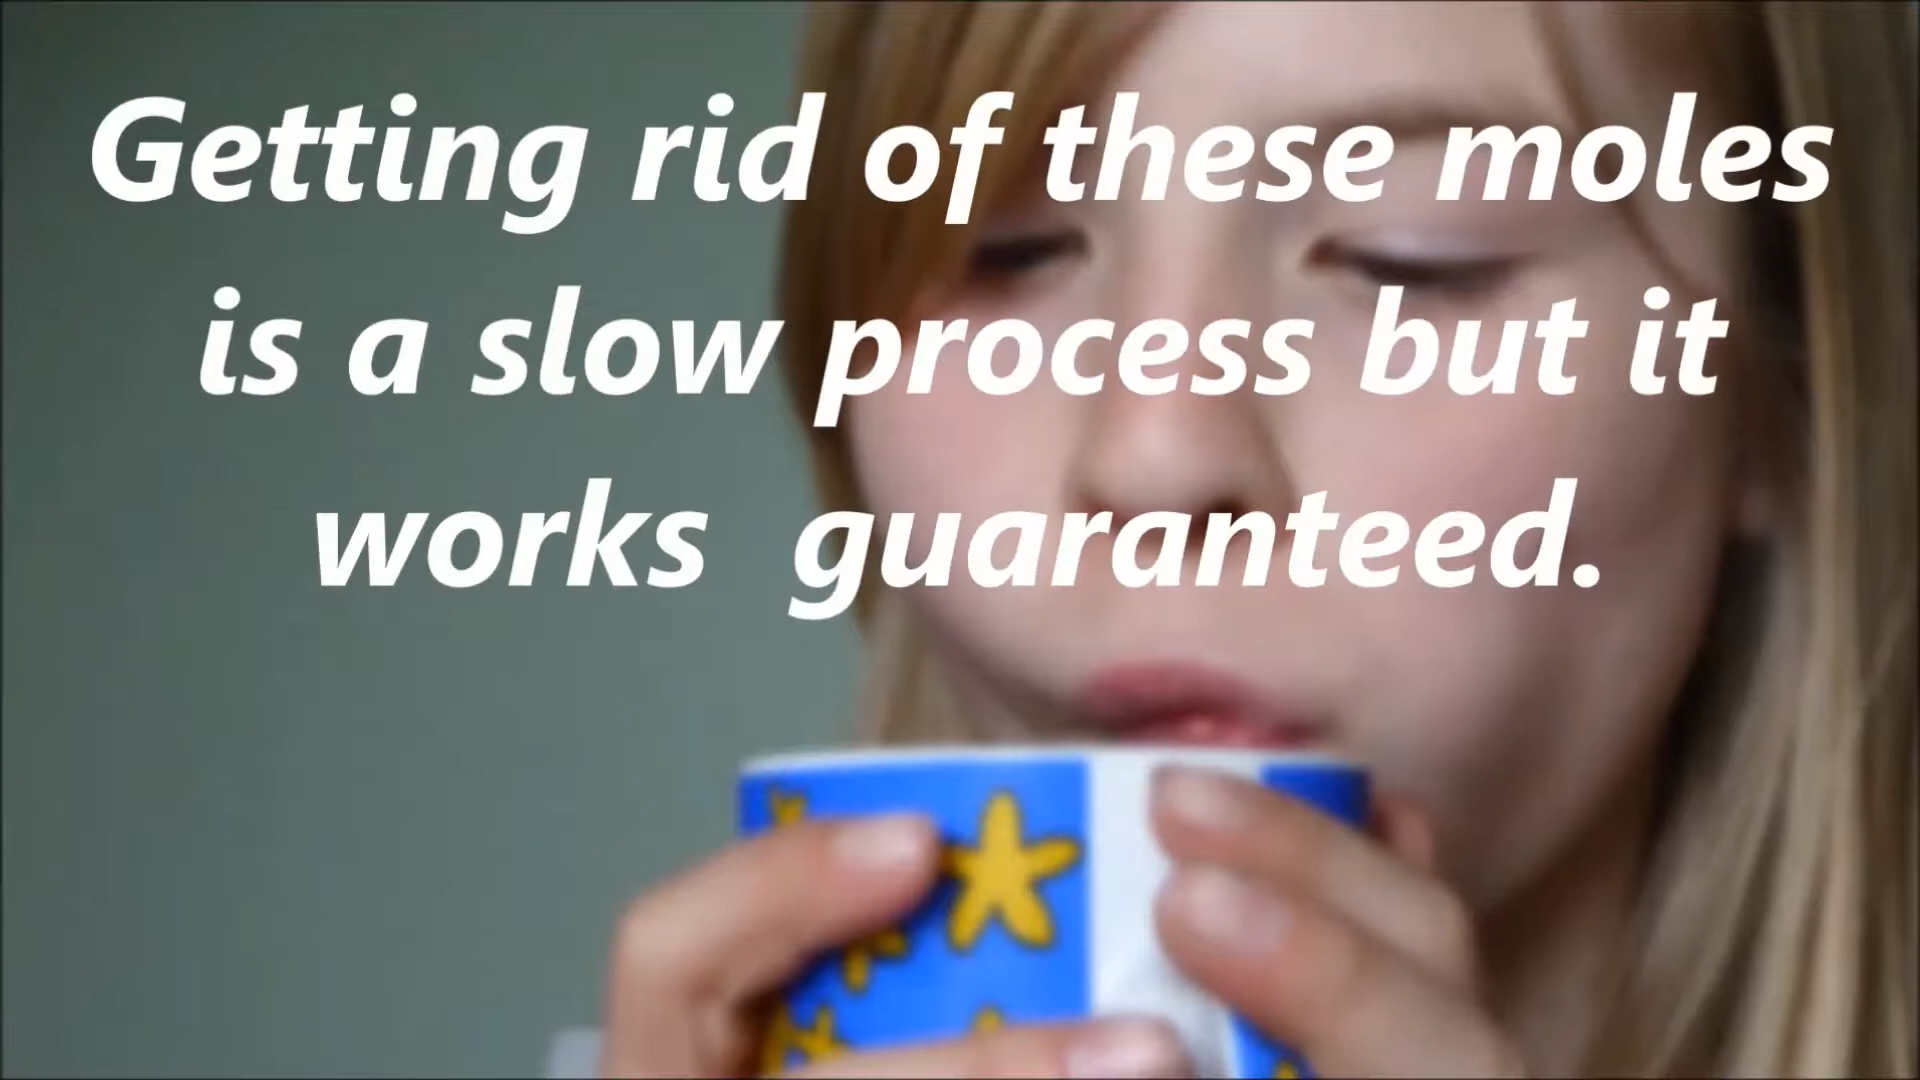 Getting rid of these moles
is a slow process but it
works  guaranteed.